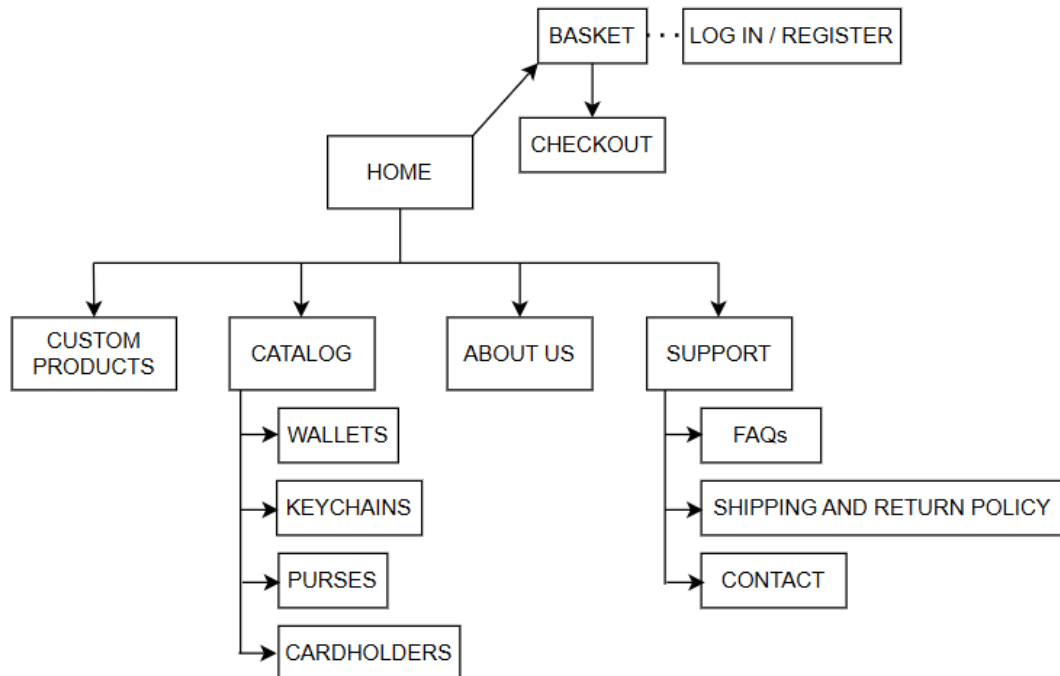 BASKET
LOG IN / REGISTER
CHECKOUT
HOME
CUSTOM
PRODUCTS
CATALOG
ABOUT US
SUPPORT
WALLETS
KEYCHAINS
PURSES
CARDHOLDERS
FAQs
SHIPPING AND RETURN POLICY
CONTACT